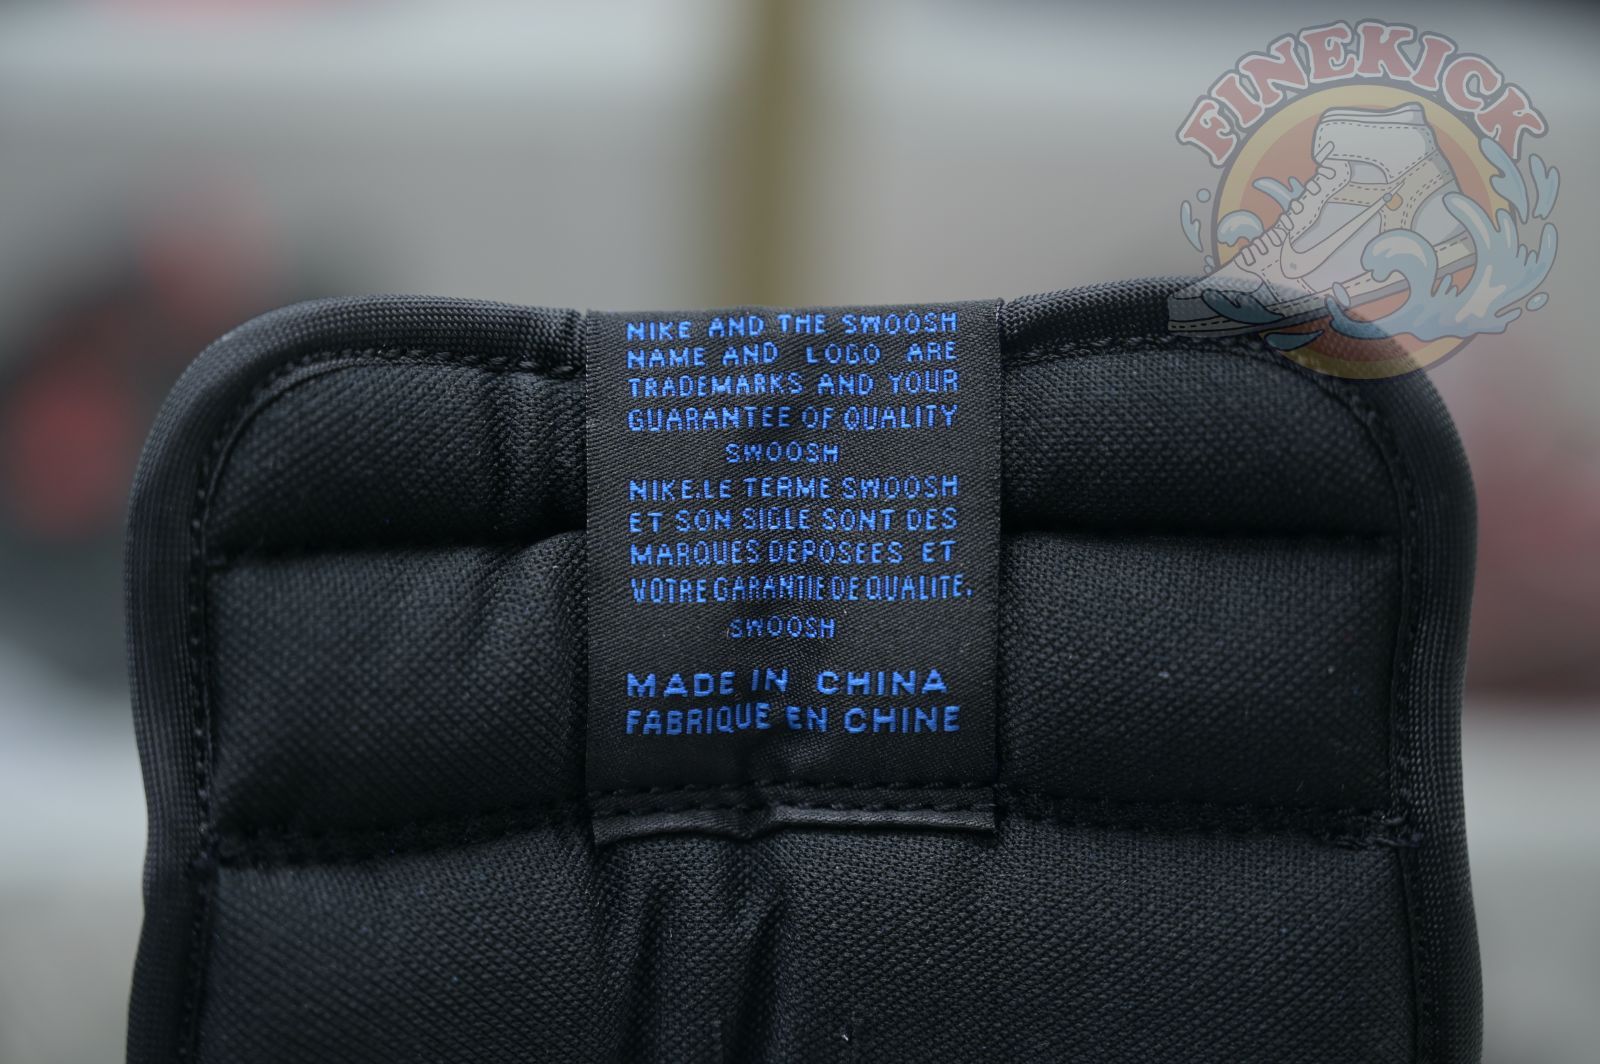 FINEKICK
NIKE AND THE SWOOSH
NAME AND LOGO ARE
TRADEMARKS AND YOUR
GUARANTEE OF QUALITY
SWOOSH
NIKE.LE TERME SWOOSH
ET SON SIGLE SONT DES
MARQUES DEPOSEES ET
VOTRE GARANTIE DE QUALITE.
SWOOSH
MADE IN CHINA
FABRIQUE EN CHINE